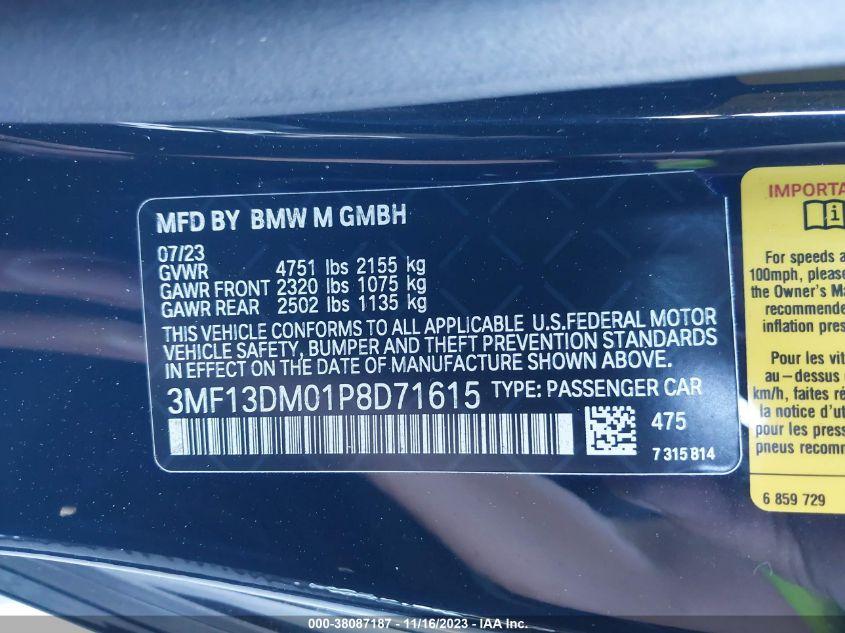 MFD BY BMW M GMBH
07/23
GVWR 4751 lbs 2155 kg
GAWR FRONT 2320 lbs 1075 kg
GAWR REAR 2502 lbs 1135 kg
THIS VEHICLE CONFORMS TO ALL APPLICABLE U.S.FEDERAL MOTOR
VEHICLE SAFETY, BUMPER AND THEFT PREVENTION STANDARDS
IN EFFECT ON THE DATE OF MANUFACTURE SHOWN ABOVE.
3MF13DM01P8D71615 TYPE: PASSENGER CAR
475
7 315 814
IMPORTA
For speeds a
100mph, please
the Owner's Ma
recommende
inflation pres
Pour les vit
au-dessus
km/h, faites ré
la notice d'ut
pour les press
pneus recomm
6 859 729
000-38087187 - 11/16/2023 - IAA Inc.